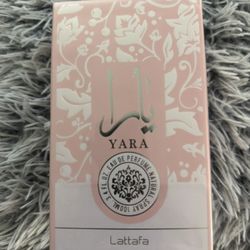 يارا
YARA
3.4 FL.OZ. EAU DE PERFUME NATURAL SPRAY 100ML
Lattafa